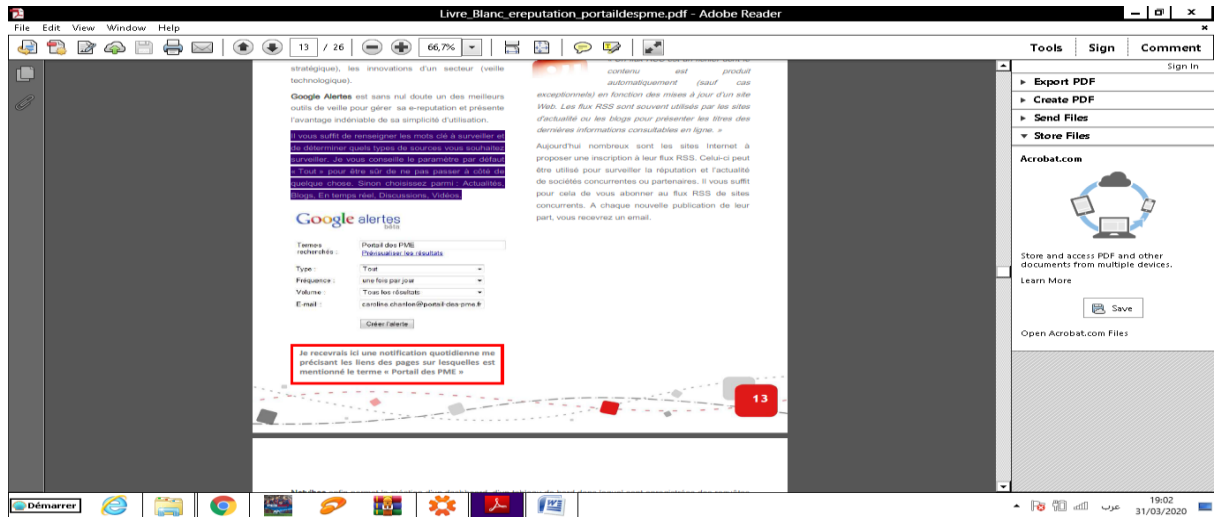 Livre_Blanc_ereputation_portaildespme.pdf - Adobe Reader
File Edit View Window Help
13 / 26
66,7%
Tools Sign Comment
Sign In
Export PDF
Create PDF
Send Files
Store Files
Acrobat.com
Store and access PDF and other
documents from multiple devices.
Learn More
Save
Open Acrobat.com Files
stratégique), les innovations d'un secteur (veille
technologique).
Google Alertes est sans nul doute un des meilleurs
outils de veille pour gérer sa e-reputation et présente
l'avantage indéniable de sa simplicité d'utilisation.
Il vous suffit de renseigner les mots clé à surveiller et
de déterminer quels types de sources vous souhaitez
surveiller. Je vous conseille le paramètre par défaut
« Tout » pour être sûr de ne pas passer à côté de
quelque chose. Sinon choisissez parmi : Actualités,
Blogs, En temps réel, Discussions, Vidéos.
Google alertes
bêta
Termes
recherchés :
Portail des PME
Prévisualiser les résultats
Type : Tout
Fréquence : une fois par jour
Volume : Tous les résultats
E-mail : caroline.chanlon@portail-des-pme.fr
Créer l'alerte
Je recevrais ici une notification quotidienne me
précisant les liens des pages sur lesquelles est
mentionné le terme « Portail des PME »
contenu est produit
automatiquement (sauf cas
exceptionnels) en fonction des mises à jour d'un site
Web. Les flux RSS sont souvent utilisés par les sites
d'actualité ou les blogs pour présenter les titres des
dernières informations consultables en ligne. »
Aujourd'hui nombreux sont les sites Internet à
proposer une inscription à leur flux RSS. Celui-ci peut
être utilisé pour surveiller la réputation et l'actualité
de sociétés concurrentes ou partenaires. Il vous suffit
pour cela de vous abonner au flux RSS de sites
concurrents. A chaque nouvelle publication de leur
part, vous recevrez un email.
13
Démarrer
عرب
19:02
31/03/2020